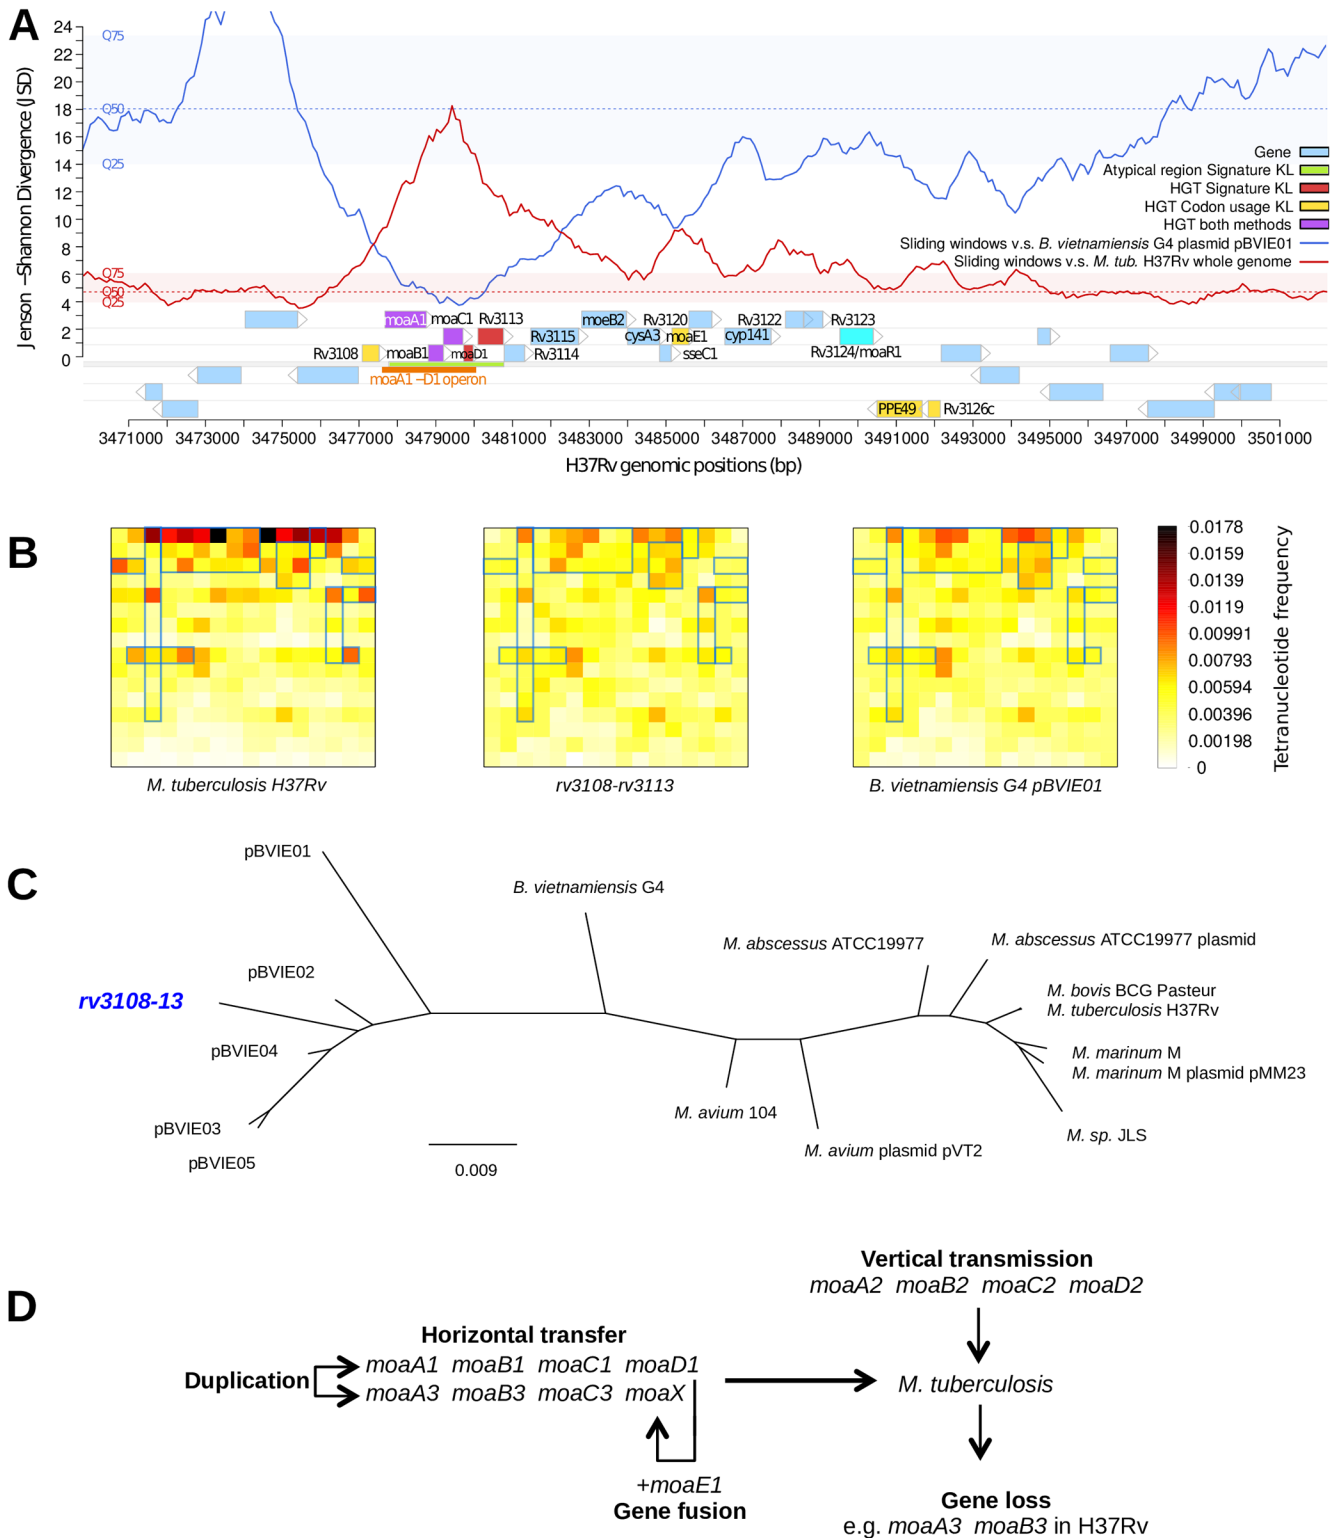 A
Jenson –Shannon Divergence (JSD)
24
22
20
18
16
14
12
10
8
6
4
2
0
Q75
Q50
Q25
Q75
Q50
Q25
Gene
Atypical region Signature KL
HGT Signature KL
HGT Codon usage KL
HGT both methods
Sliding windows v.s. B. vietnamiensis G4 plasmid pBVIE01
Sliding windows v.s. M. tub. H37Rv whole genome
moaA1 moaC1 Rv3113 moeB2 Rv3120 Rv3122 Rv3123
Rv3115 cysA3 moaE1 cyp141
Rv3108 moaB1 moaD1 Rv3114 sseC1 Rv3124/moaR1
moaA1 –D1 operon
PPE49 Rv3126c
3471000 3473000 3475000 3477000 3479000 3481000 3483000 3485000 3487000 3489000 3491000 3493000 3495000 3497000 3499000 3501000
H37Rv genomic positions (bp)
B
M. tuberculosis H37Rv
rv3108-rv3113
B. vietnamiensis G4 pBVIE01
0.0178
0.0159
0.0139
0.0119
0.00991
0.00793
0.00594
0.00396
0.00198
0
Tetranucleotide frequency
C
pBVIE01
B. vietnamiensis G4
M. abscessus ATCC19977
M. abscessus ATCC19977 plasmid
pBVIE02
rv3108-13
M. bovis BCG Pasteur
M. tuberculosis H37Rv
pBVIE04
M. marinum M
M. marinum M plasmid pMM23
M. avium 104
pBVIE03
M. sp. JLS
M. avium plasmid pVT2
pBVIE05
0.009
D
Vertical transmission
moaA2 moaB2 moaC2 moaD2
Horizontal transfer
Duplication
moaA1 moaB1 moaC1 moaD1
moaA3 moaB3 moaC3 moaX
M. tuberculosis
+moaE1
Gene fusion
Gene loss
e.g. moaA3 moaB3 in H37Rv